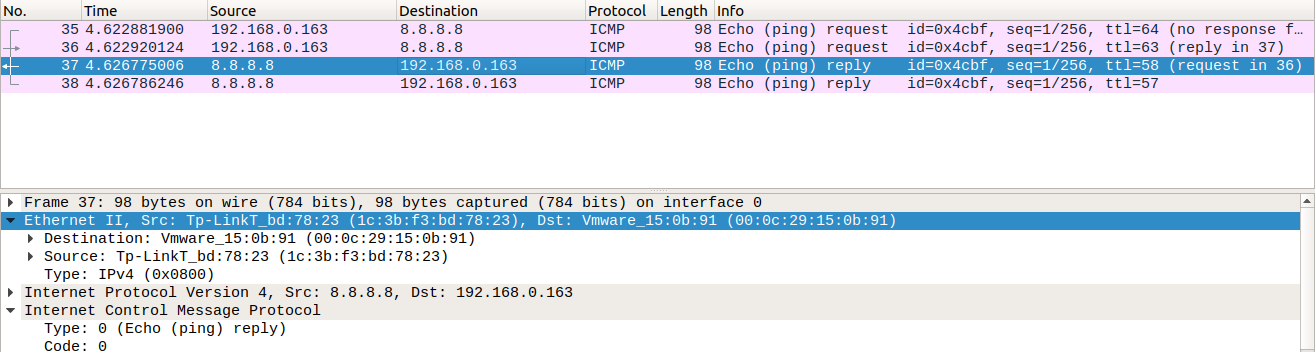 No. Time Source Destination Protocol Length Info
35 4.622881900 192.168.0.163 8.8.8.8 ICMP 98 Echo (ping) request id=0x4cbf, seq=1/256, ttl=64 (no response f…
36 4.622920124 192.168.0.163 8.8.8.8 ICMP 98 Echo (ping) request id=0x4cbf, seq=1/256, ttl=63 (reply in 37)
37 4.626775006 8.8.8.8 192.168.0.163 ICMP 98 Echo (ping) reply id=0x4cbf, seq=1/256, ttl=58 (request in 36)
38 4.626786246 8.8.8.8 192.168.0.163 ICMP 98 Echo (ping) reply id=0x4cbf, seq=1/256, ttl=57
Frame 37: 98 bytes on wire (784 bits), 98 bytes captured (784 bits) on interface 0
Ethernet II, Src: Tp-LinkT_bd:78:23 (1c:3b:f3:bd:78:23), Dst: Vmware_15:0b:91 (00:0c:29:15:0b:91)
Destination: Vmware_15:0b:91 (00:0c:29:15:0b:91)
Source: Tp-LinkT_bd:78:23 (1c:3b:f3:bd:78:23)
Type: IPv4 (0x0800)
Internet Protocol Version 4, Src: 8.8.8.8, Dst: 192.168.0.163
Internet Control Message Protocol
Type: 0 (Echo (ping) reply)
Code: 0